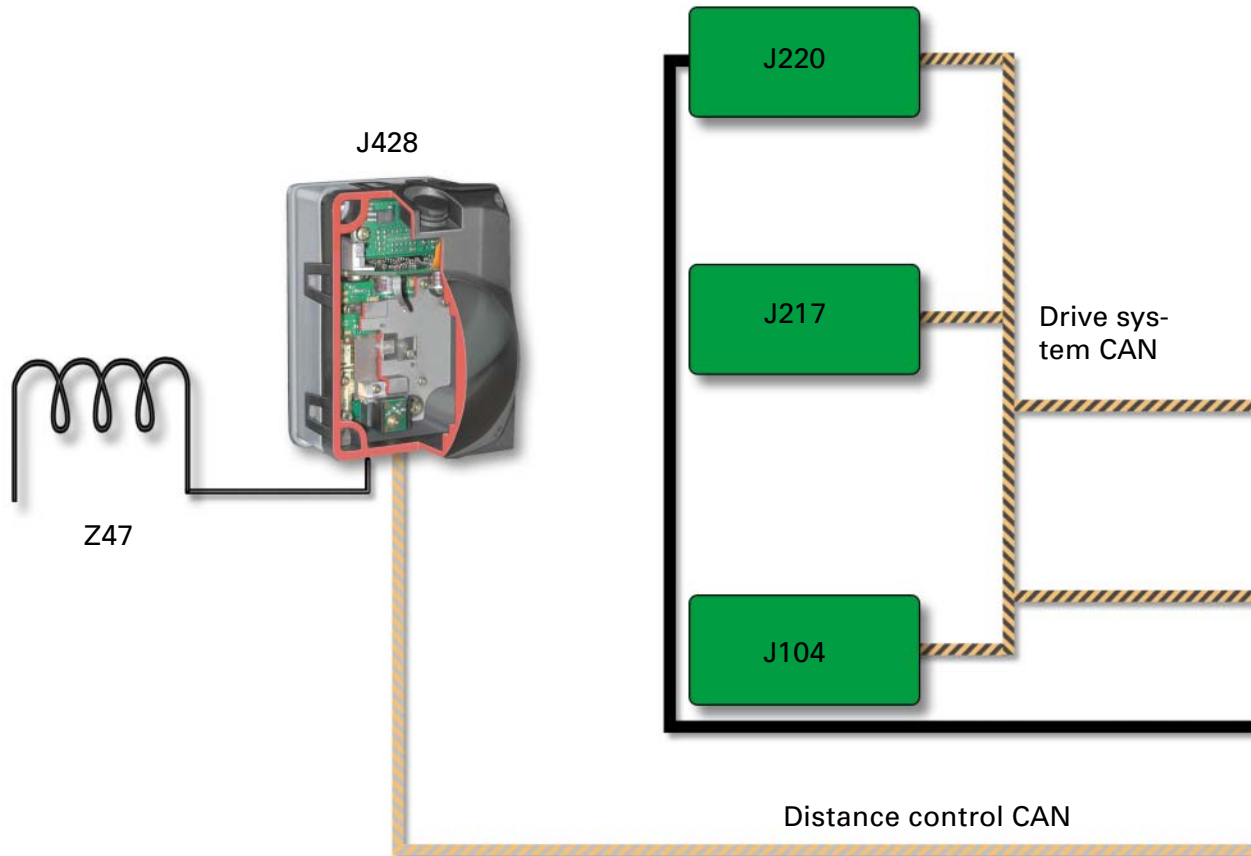 J220
J428
J217
Drive sys-
tem CAN
Z47
J104
Distance control CAN